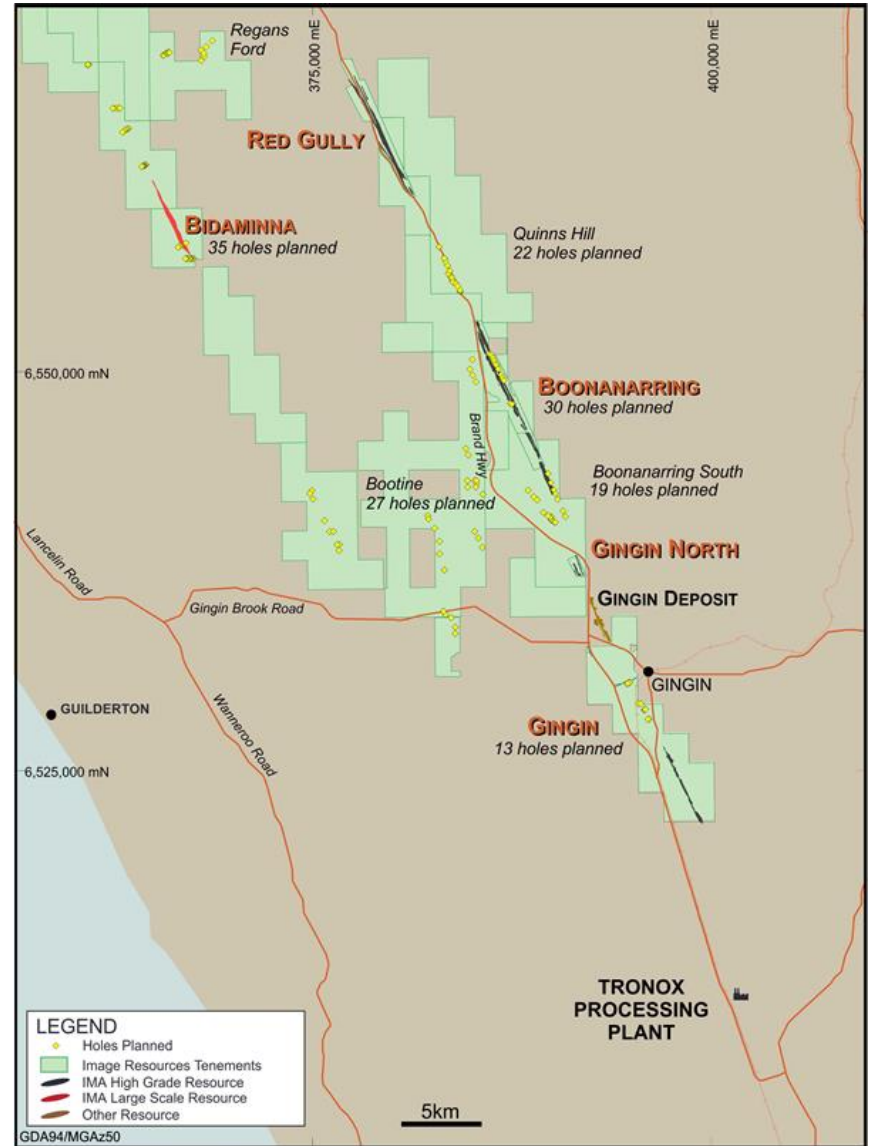 Regans
Ford
375,000 mE
400,000 mE
RED GULLY
BIDAMINNA
35 holes planned
Quinns Hill
22 holes planned
6,550,000 mN
BOONANARRING
30 holes planned
Brand Hwy
Bootine
27 holes planned
Boonanarring South
19 holes planned
Lancelin Road
GINGIN NORTH
GINGIN DEPOSIT
Gingin Brook Road
GINGIN
GUILDERTON
Wanneroo Road
GINGIN
13 holes planned
6,525,000 mN
TRONOX
PROCESSING
PLANT
LEGEND
Holes Planned
Image Resources Tenements
IMA High Grade Resource
IMA Large Scale Resource
Other Resource
5km
GDA94/MGAz50